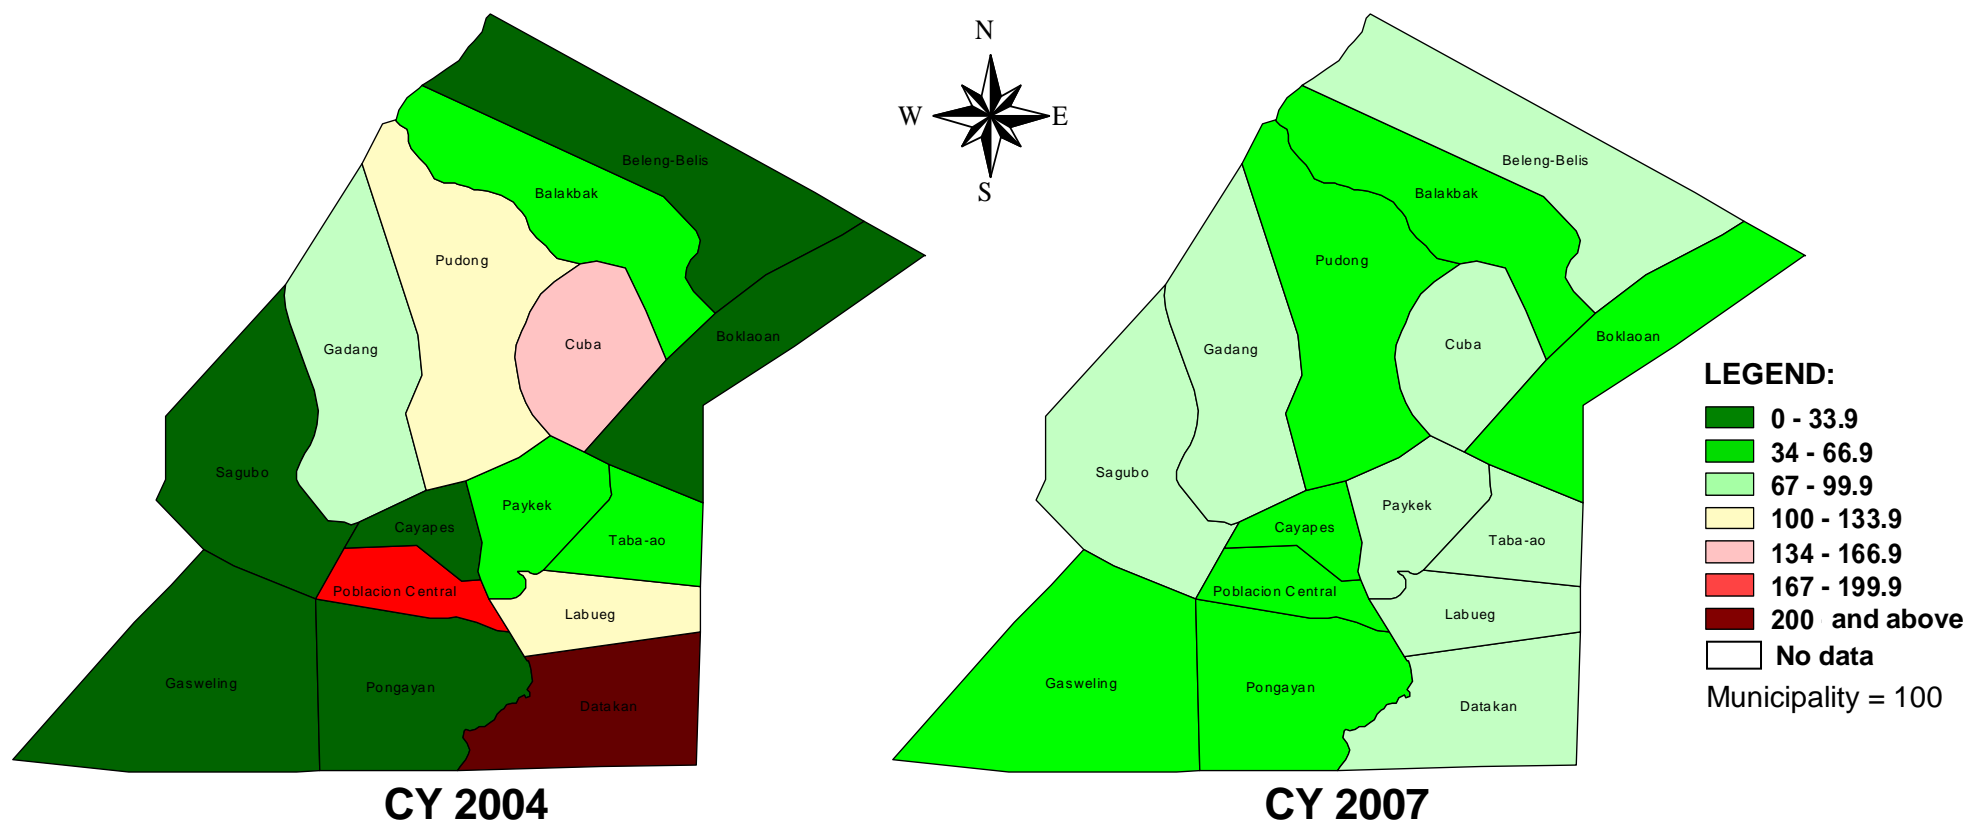 N
W E
S
Beleng-Belis
Balakbak
Pudong
Boklaoan
Cuba
Gadang
Sagubo
Paykek
Cayapes
Taba-ao
Poblacion Central
Labueg
Gasweling
Pongayan
Datakan
CY 2004
Beleng-Belis
Balakbak
Pudong
Boklaoan
Cuba
Gadang
Sagubo
Paykek
Cayapes
Taba-ao
Poblacion Central
Labueg
Gasweling
Pongayan
Datakan
CY 2007
LEGEND:
0 - 33.9
34 - 66.9
67 - 99.9
100 - 133.9
134 - 166.9
167 - 199.9
200 and above
No data
Municipality = 100